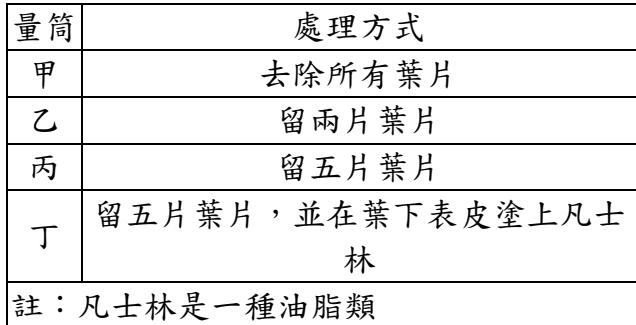 量筒 處理方式
甲 去除所有葉片
乙 留兩片葉片
丙 留五片葉片
丁 留五片葉片，並在葉下表皮塗上凡士
林
註：凡士林是一種油脂類